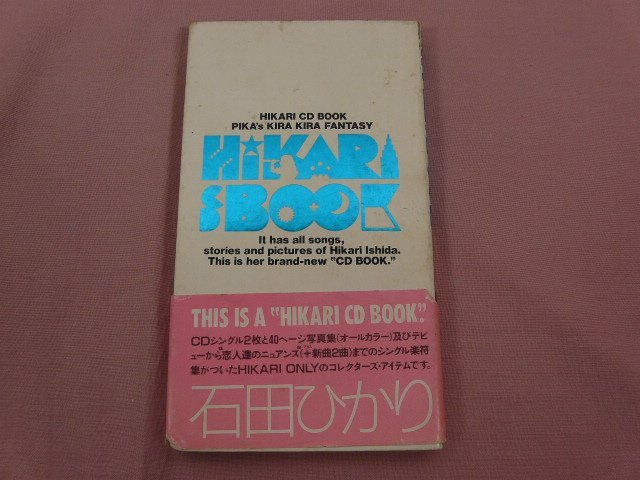 HIKARI CD BOOK
PIKA's KIRA KIRA FANTASY
HiKARI
CD BOOK
It has all songs,
stories and pictures of Hikari Ishida.
This is her brand-new "CD BOOK."
THIS IS A "HIKARI CD BOOK".
CDシングル2枚と40ページ写真集(オールカラー)及びデビ
ューから恋人達のニュアンス(+新曲2曲)までのシングル楽符
集がついたHIKARI ONLYのコレクターズ・アイテムです。
石田ひかり